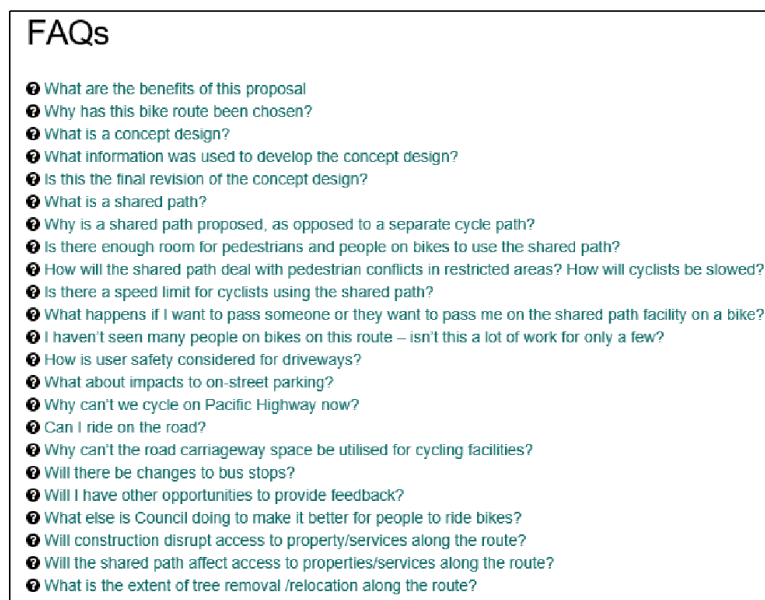 FAQs
What are the benefits of this proposal
Why has this bike route been chosen?
What is a concept design?
What information was used to develop the concept design?
Is this the final revision of the concept design?
What is a shared path?
Why is a shared path proposed, as opposed to a separate cycle path?
Is there enough room for pedestrians and people on bikes to use the shared path?
How will the shared path deal with pedestrian conflicts in restricted areas? How will cyclists be slowed?
Is there a speed limit for cyclists using the shared path?
What happens if I want to pass someone or they want to pass me on the shared path facility on a bike?
I haven't seen many people on bikes on this route – isn't this a lot of work for only a few?
How is user safety considered for driveways?
What about impacts to on-street parking?
Why can't we cycle on Pacific Highway now?
Can I ride on the road?
Why can't the road carriageway space be utilised for cycling facilities?
Will there be changes to bus stops?
Will I have other opportunities to provide feedback?
What else is Council doing to make it better for people to ride bikes?
Will construction disrupt access to property/services along the route?
Will the shared path affect access to properties/services along the route?
What is the extent of tree removal /relocation along the route?